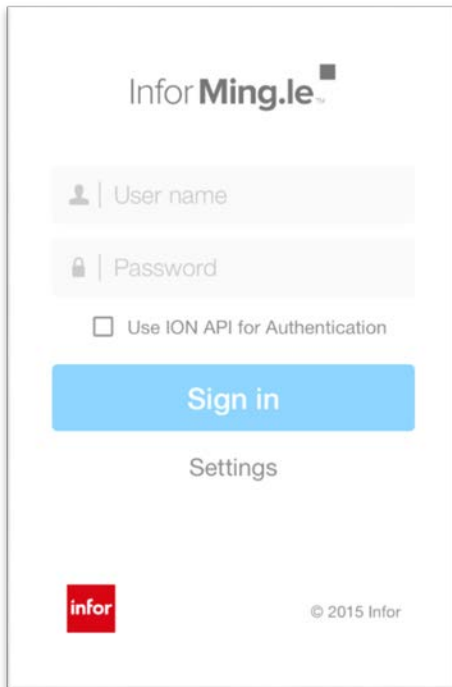 Infor Ming.le™
User name
Password
Use ION API for Authentication
Sign in
Settings
infor
© 2015 Infor